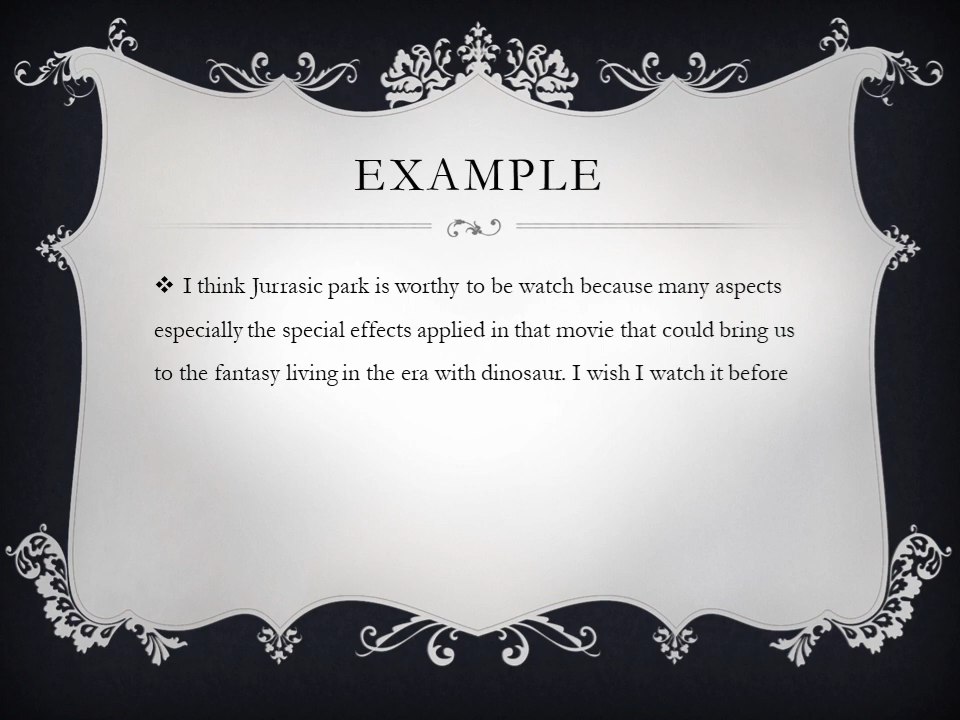 EXAMPLE
❖ I think Jurrasic park is worthy to be watch because many aspects
especially the special effects applied in that movie that could bring us
to the fantasy living in the era with dinosaur. I wish I watch it before